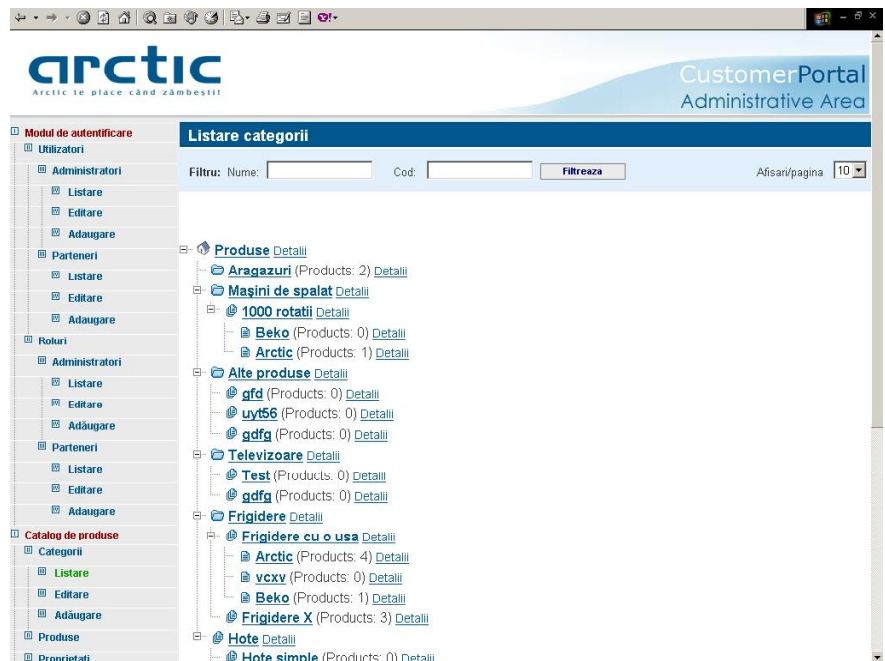 arctic
Arctic te place când zâmbești!
CustomerPortal
Administrative Area
Modul de autentificare
Utilizatori
Administratori
Listare
Editare
Adaugare
Parteneri
Listare
Editare
Adaugare
Roluri
Administratori
Listare
Editare
Adăugare
Parteneri
Listare
Editare
Adaugare
Catalog de produse
Categorii
Listare
Editare
Adăugare
Produse
Proprietati
Listare categorii
Filtru: Nume: Cod: Filtreaza Afisari/pagina 10
Produse Detalii
Aragazuri (Products: 2) Detalii
Mașini de spalat Detalii
1000 rotatii Detalii
Beko (Products: 0) Detalii
Arctic (Products: 1) Detalii
Alte produse Detalii
gfd (Products: 0) Detalii
uyt56 (Products: 0) Detalii
gdfg (Products: 0) Detalii
Televizoare Detalii
Test (Products: 0) Detalii
gdfg (Products: 0) Detalii
Frigidere Detalii
Frigidere cu o usa Detalii
Arctic (Products: 4) Detalii
vcxv (Products: 0) Detalii
Beko (Products: 1) Detalii
Frigidere X (Products: 3) Detalii
Hote Detalii
Hote simple (Products: 0) Detalii